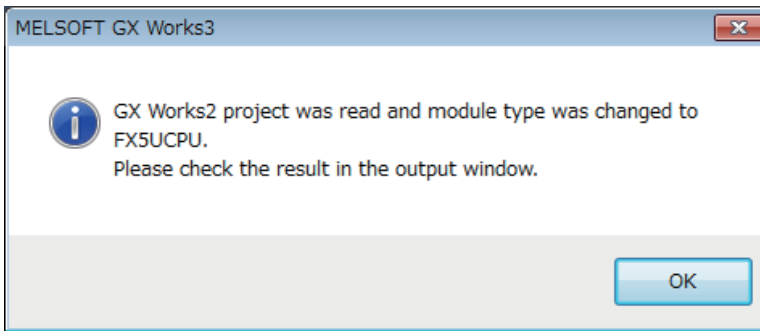 MELSOFT GX Works3
GX Works2 project was read and module type was changed to
FX5UCPU.
Please check the result in the output window.
OK